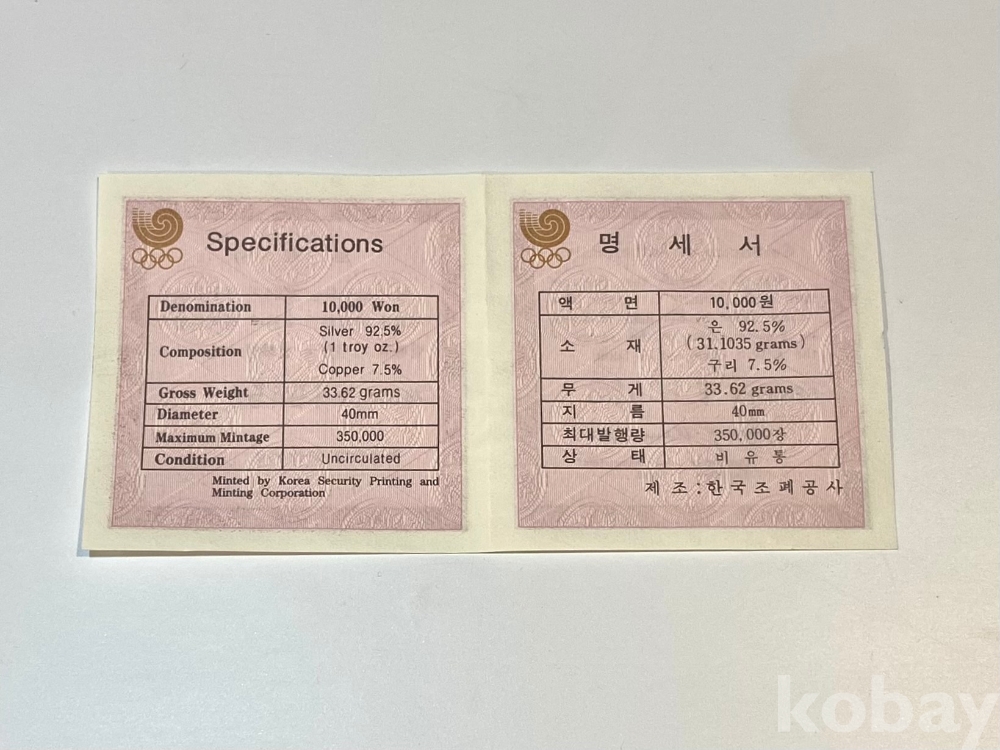 Specifications
Denomination 10,000 Won
Composition Silver 92.5%
(1 troy oz.)
Copper 7.5%
Gross Weight 33.62 grams
Diameter 40mm
Maximum Mintage 350,000
Condition Uncirculated
Minted by Korea Security Printing and
Minting Corporation
명 세 서
액 면 10,000원
소 재 은 92.5%
(31.1035 grams)
구리 7.5%
무 게 33.62 grams
지 름 40mm
최대발행량 350,000장
상 태 비 유 통
제 조:한국조폐공사
kobay